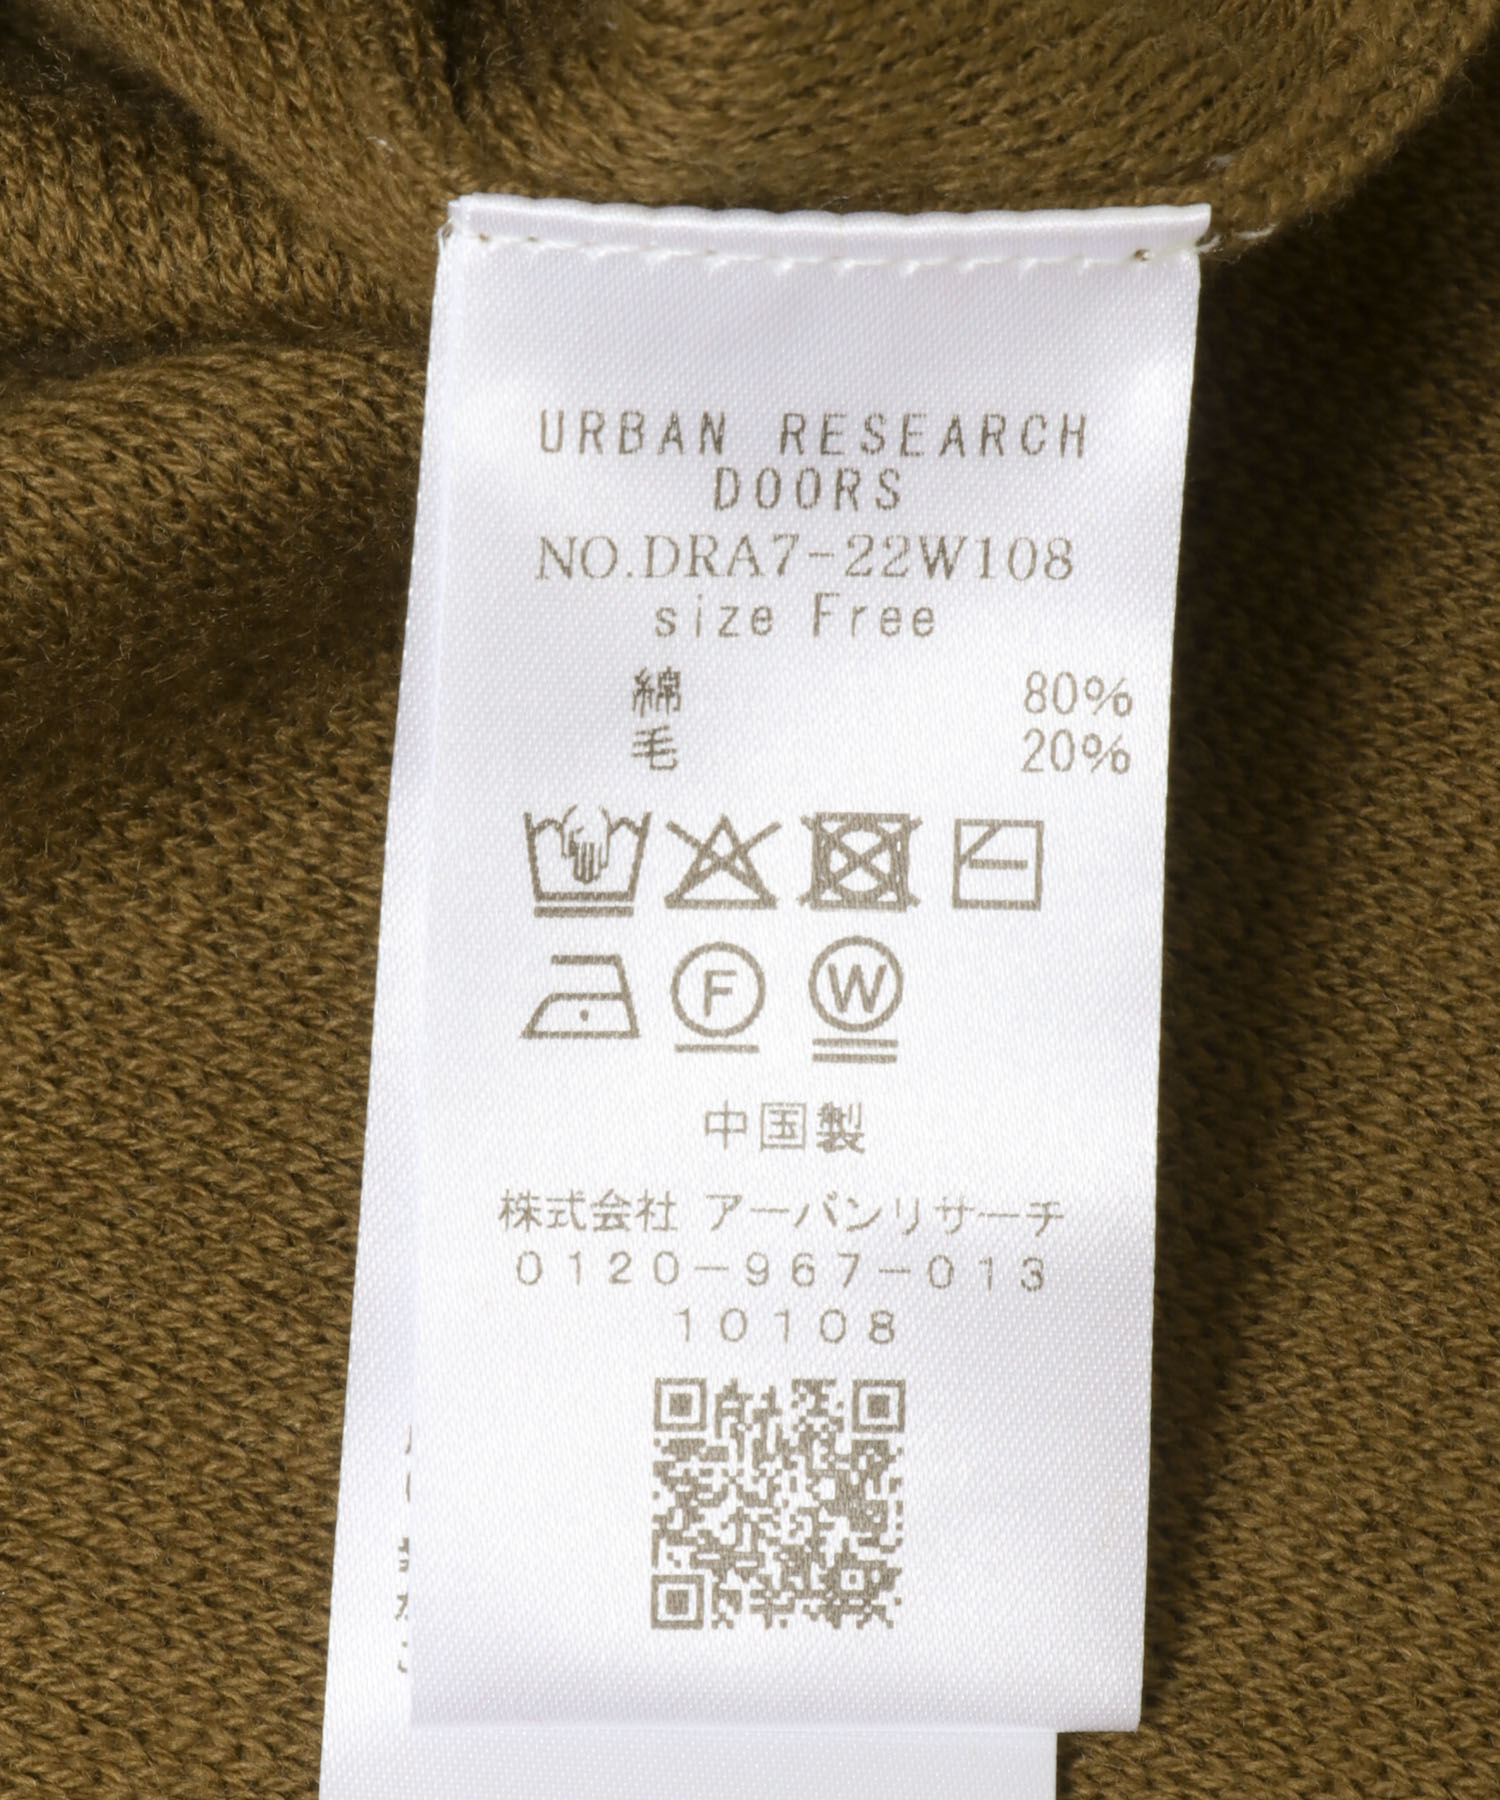 URBAN RESEARCH
DOORS
NO.DRA7-22W108
size Free
綿 80%
毛 20%
F W
中国製
株式会社 アーバンリサーチ
0120-967-013
10108